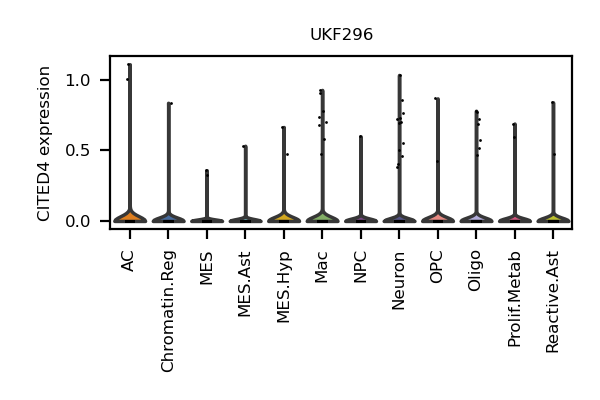 UKF296
CITED4 expression
1.0
0.5
0.0
AC
Chromatin.Reg
MES
MES.Ast
MES.Hyp
Mac
NPC
Neuron
OPC
Oligo
Prolif.Metab
Reactive.Ast